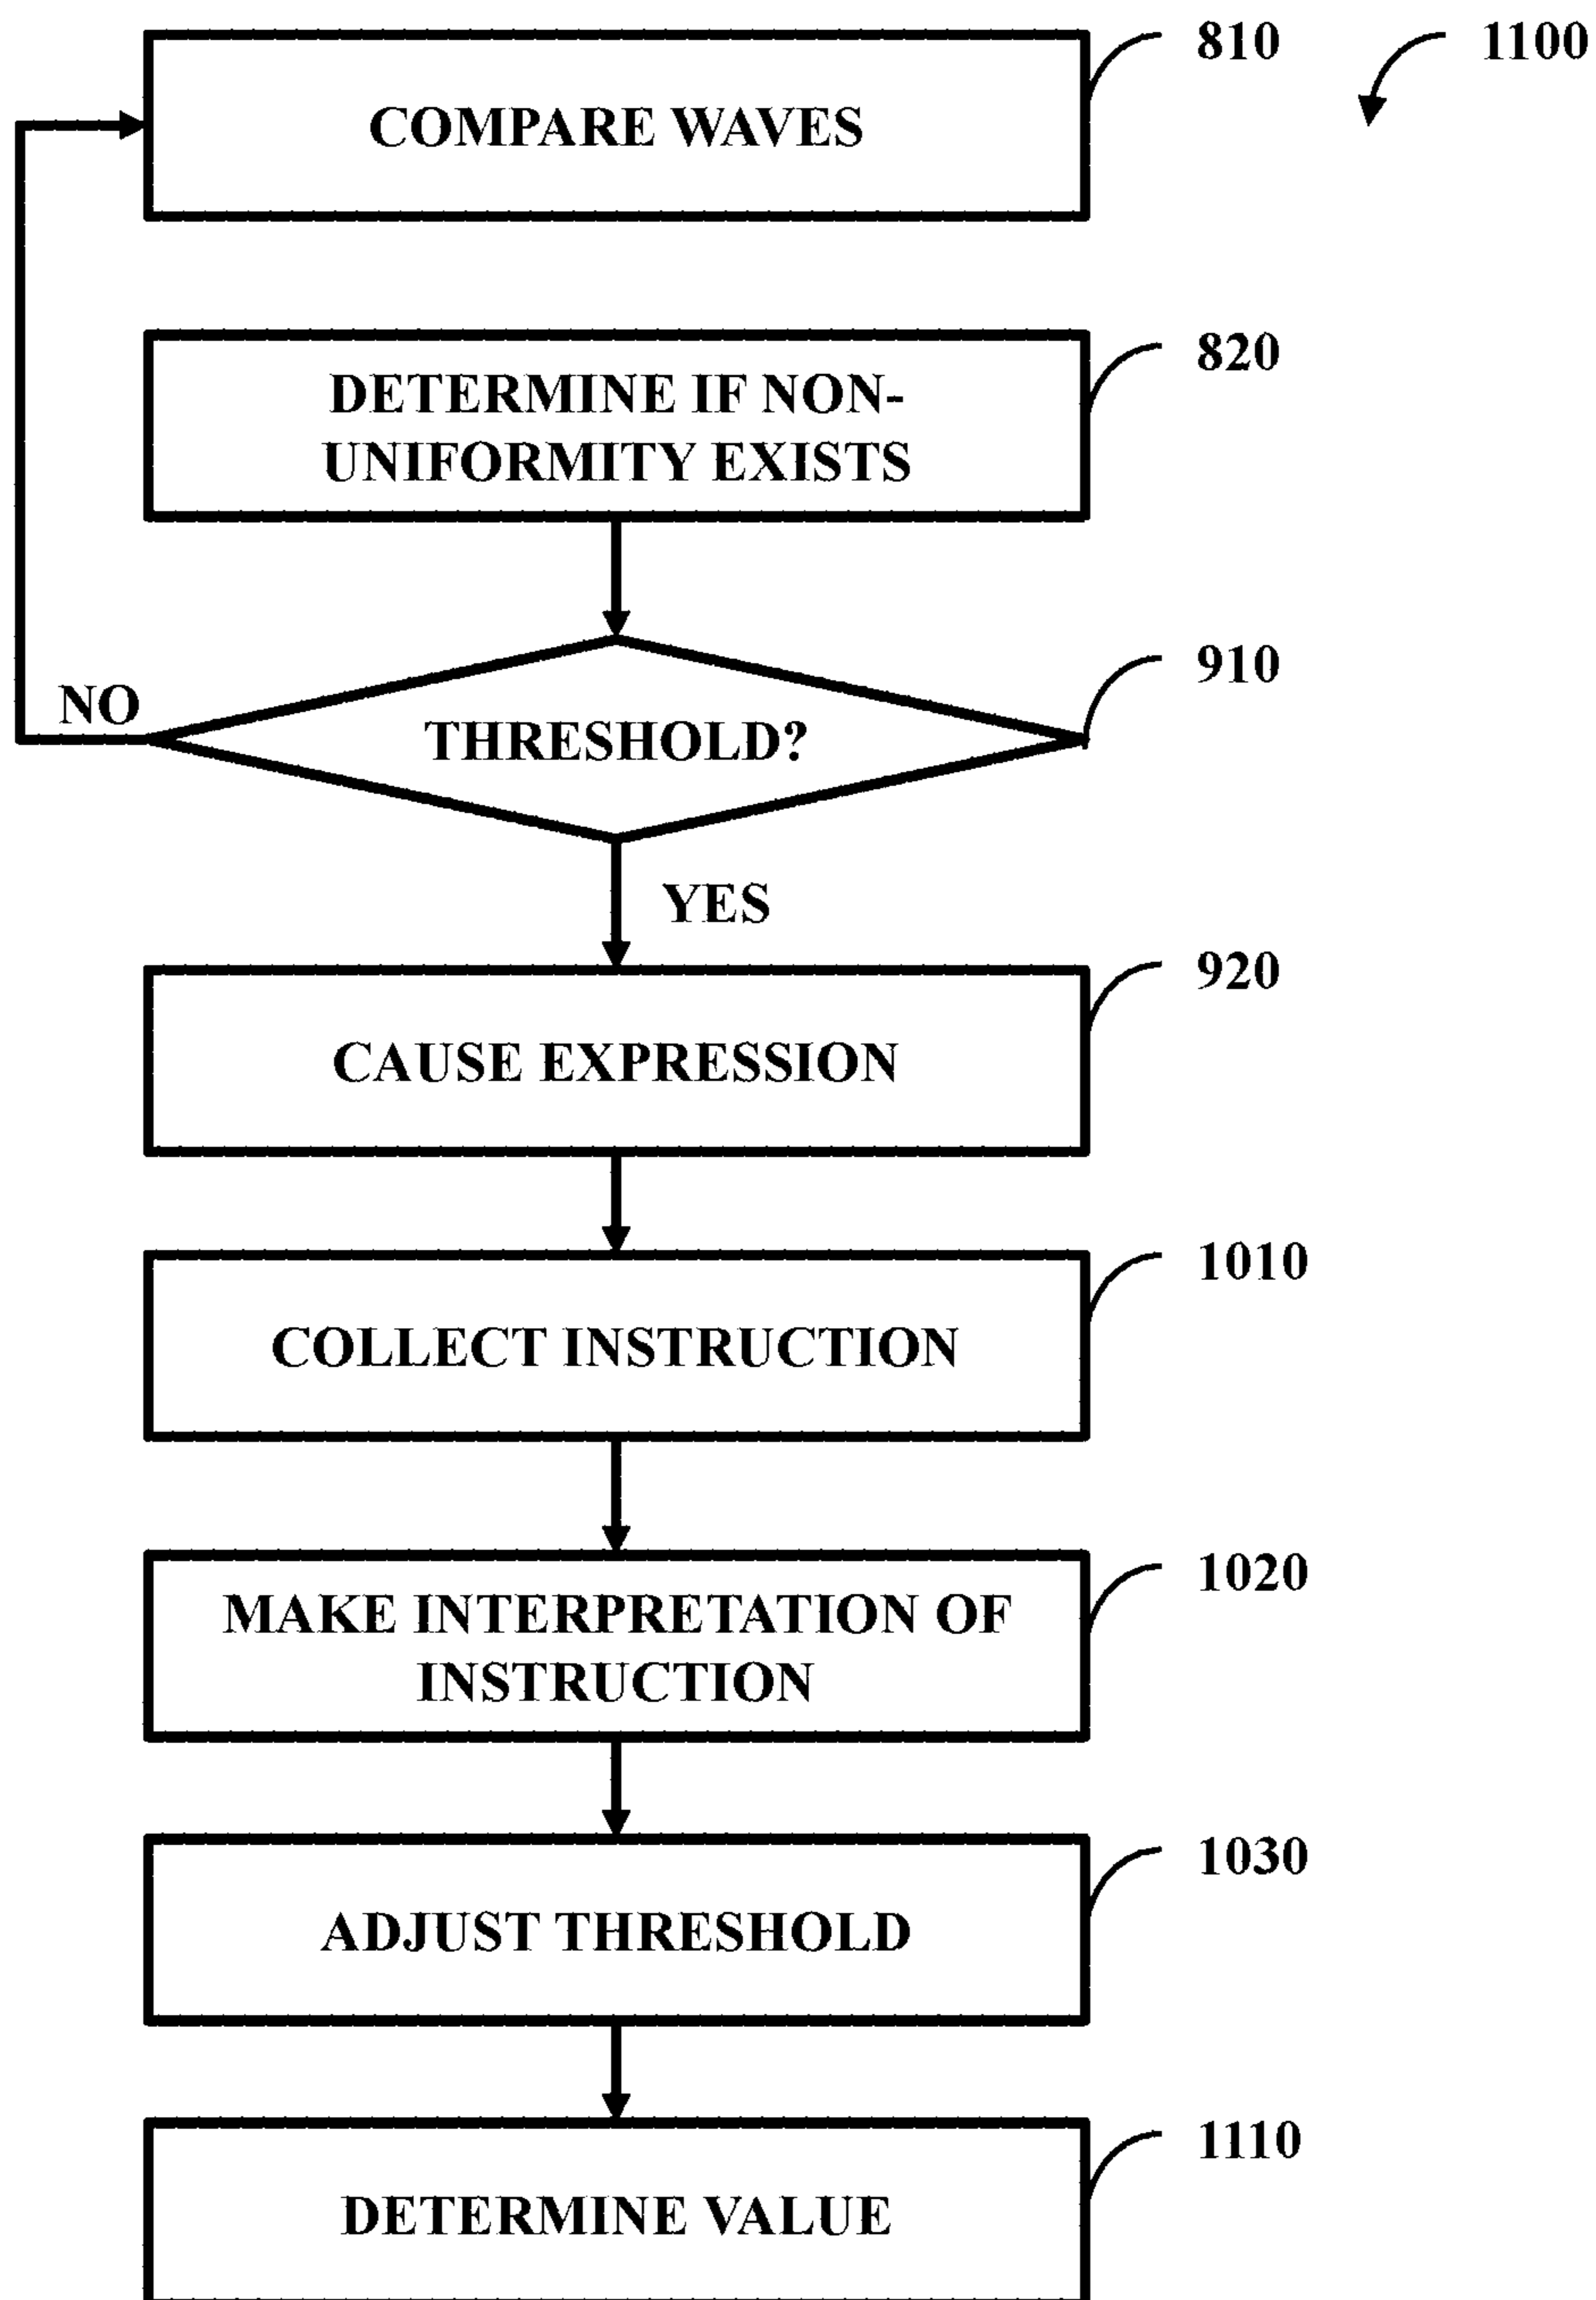 810
1100
COMPARE WAVES
820
DETERMINE IF NON-
UNIFORMITY EXISTS
910
NO
THRESHOLD?
YES
920
CAUSE EXPRESSION
1010
COLLECT INSTRUCTION
1020
MAKE INTERPRETATION OF
INSTRUCTION
1030
ADJUST THRESHOLD
1110
DETERMINE VALUE